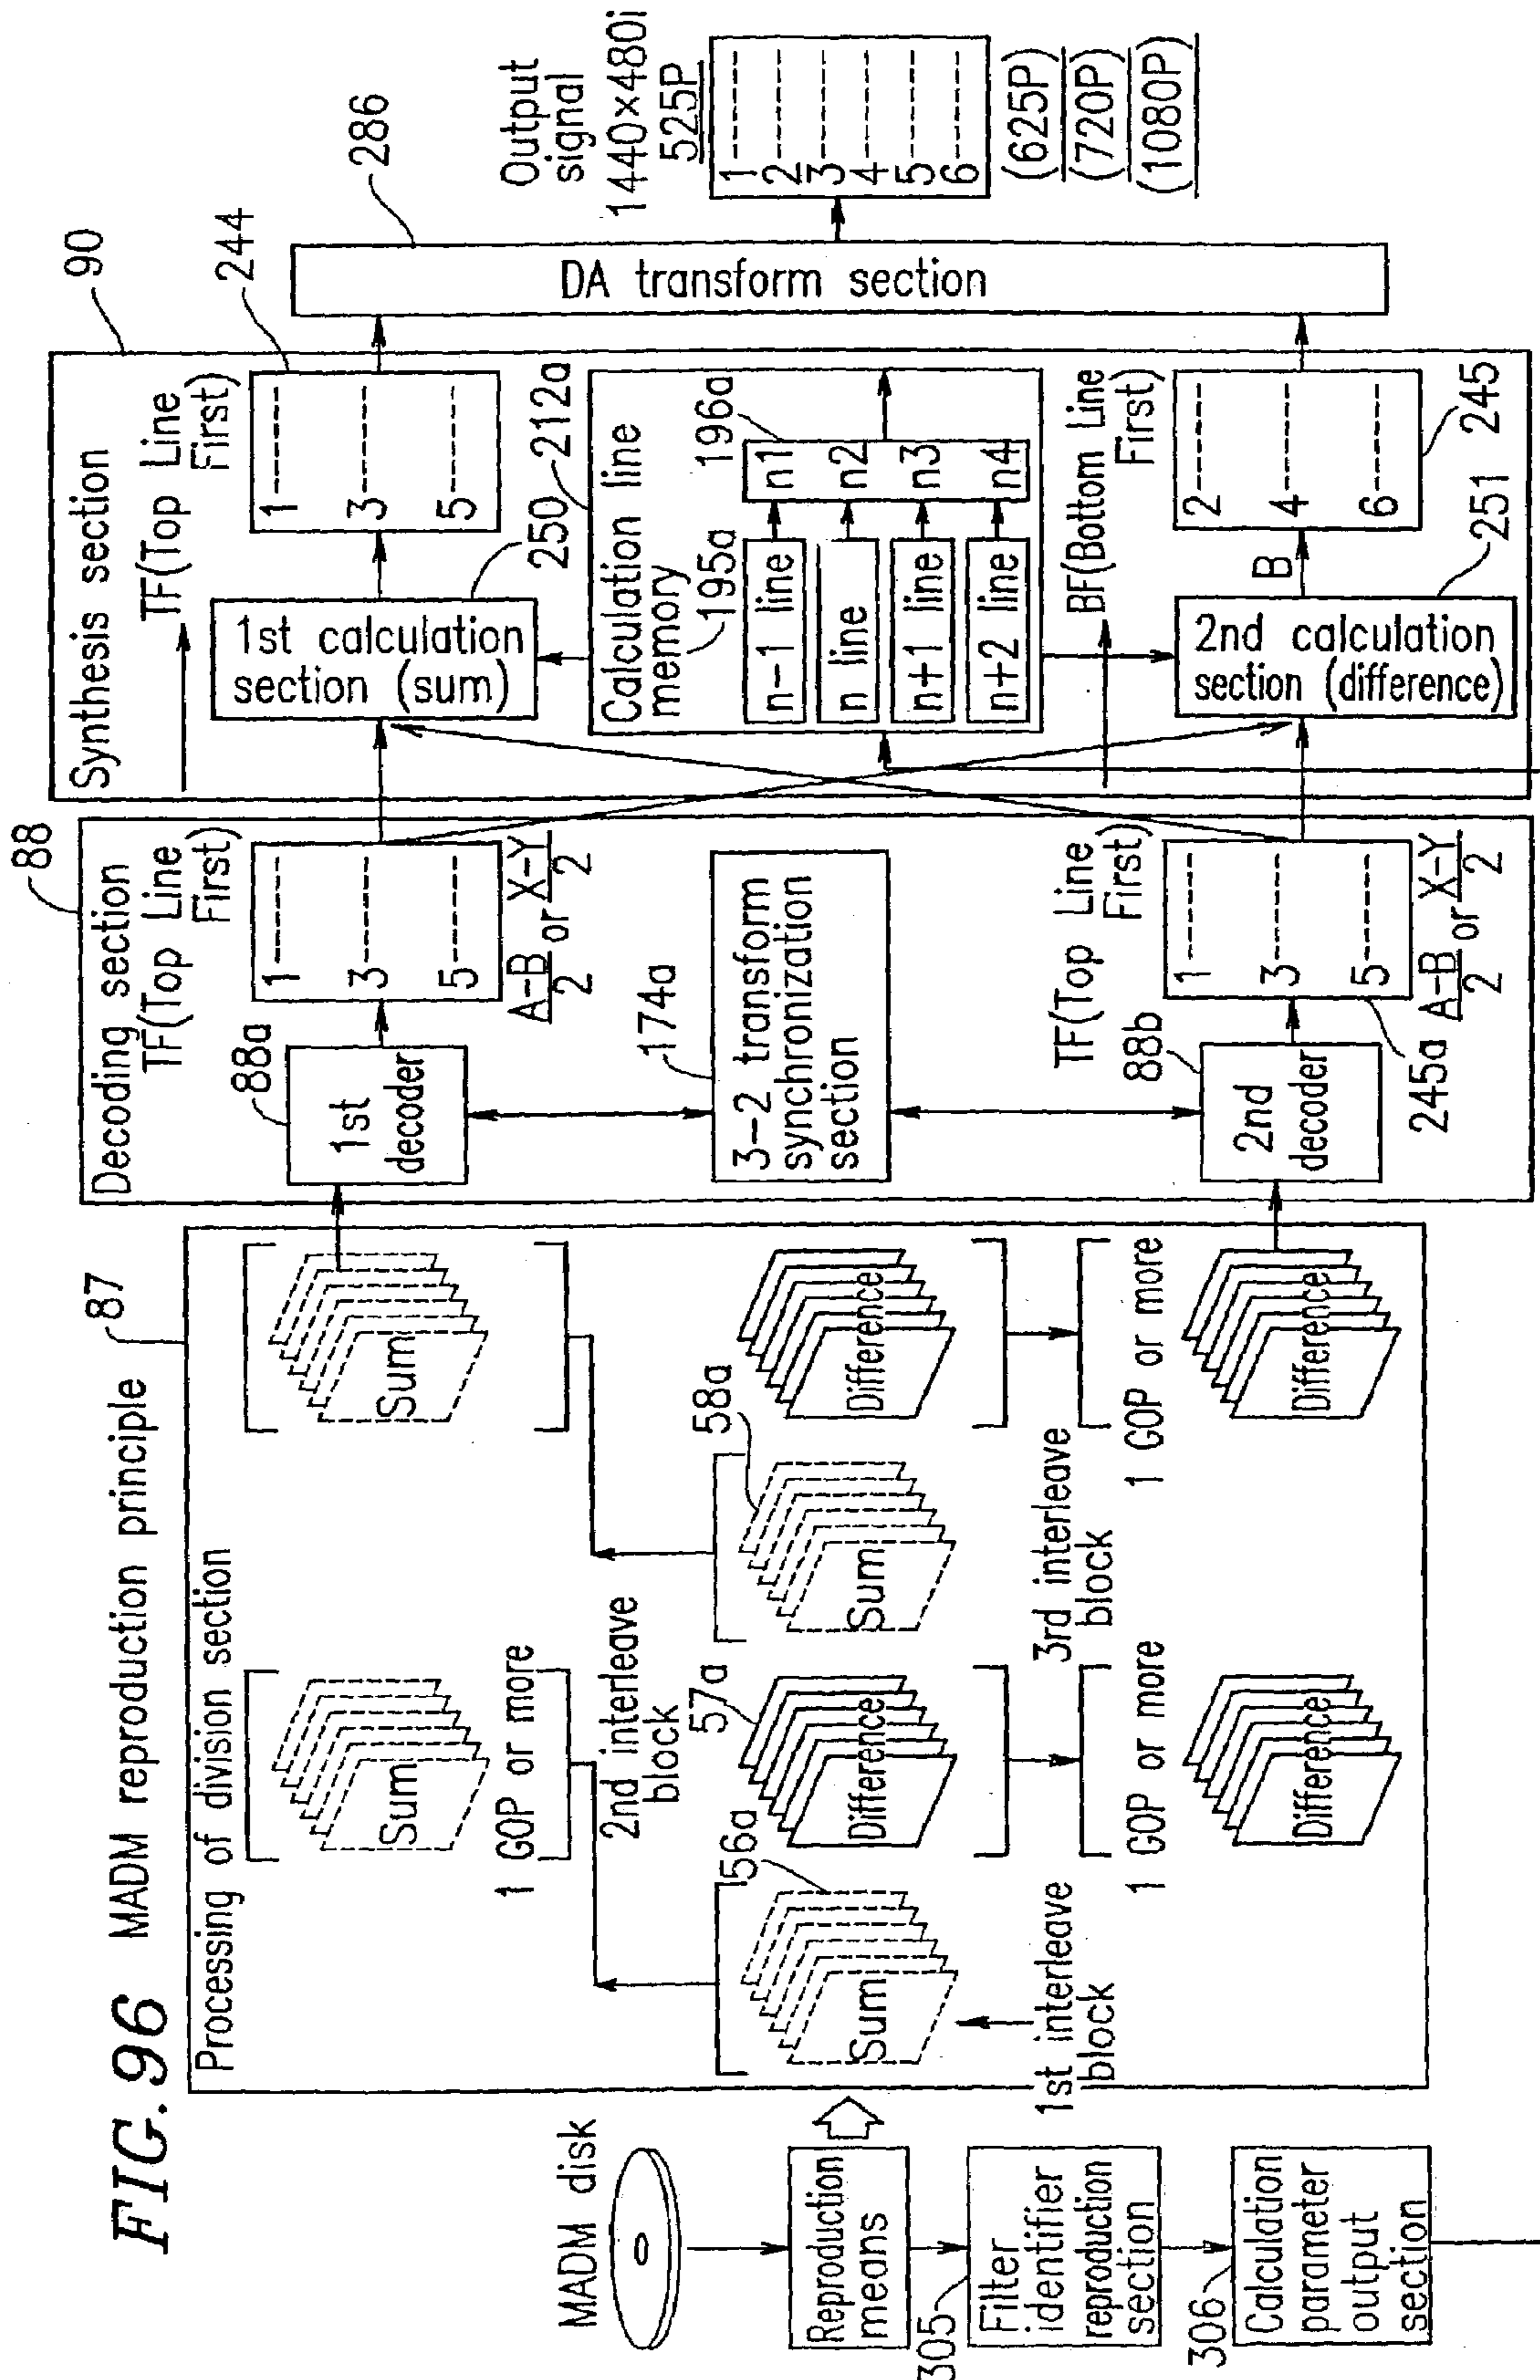 FIG. 96 MADM reproduction principle
MADM disk
Reproduction
means
305
Filter
identifier
reproduction
section
306
Calculation
parameter
output
section
87
Processing of division section
Sum
1 GOP or more
Sum
2nd interleave
block
56a
57a
58a
Sum
Difference
Sum
Difference
1st interleave
block
3rd interleave
block
1 GOP or more
1 GOP or more
Difference
Difference
88
Decoding section
TF(Top Line
First)
88a
1st
decoder
1
3
5
A-B
2
or
X-Y
2
174a
3-2 transform
synchronization
section
TF(Top Line
First)
88b
2nd
decoder
1
3
5
245a
A-B
2
or
X-Y
2
90
Synthesis section
TF(Top Line
First)
244
1st calculation
section (sum)
1
3
5
250
212a
Calculation line
memory
195a
196a
n-1 line
n line
n+1 line
n+2 line
n1
n2
n3
n4
BF(Bottom Line
First)
2nd calculation
section (difference)
B
2
4
6
245
251
286
DA transform section
Output
signal
1440×480i
525P
1
2
3
4
5
6
(625P)
(720P)
(1080P)